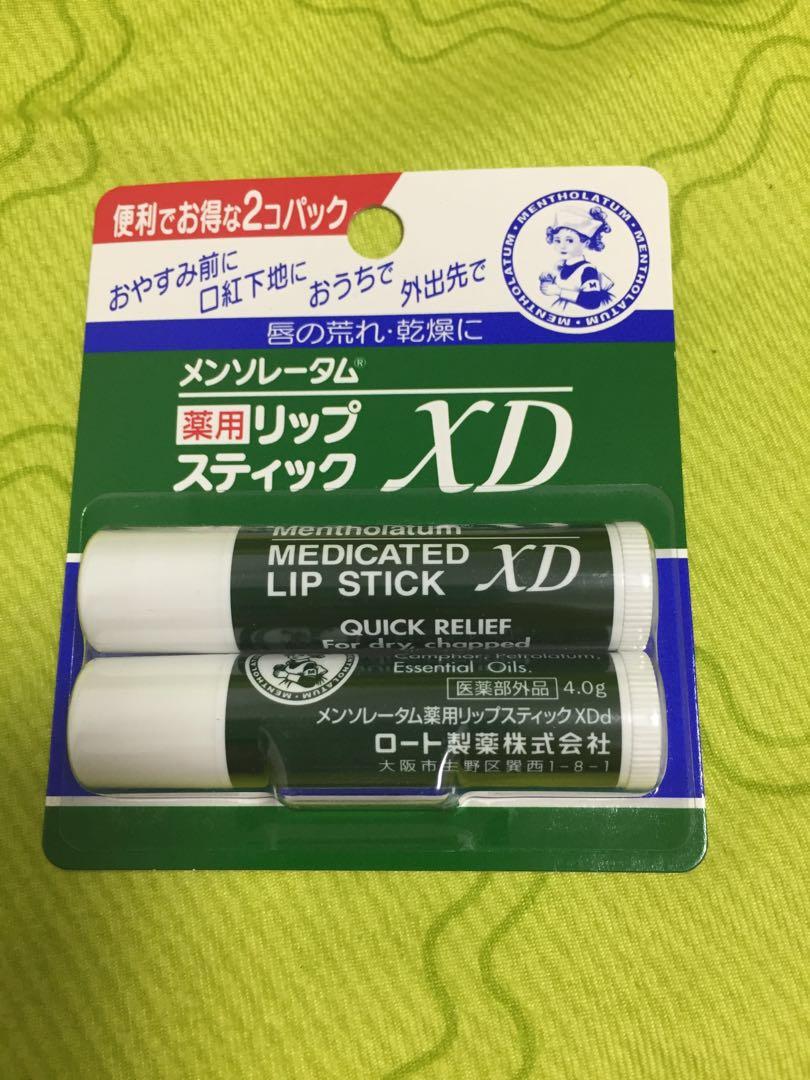 便利でお得な2コパック
おやすみ前に
口紅下地に
おうちで
外出先で
MENTHOLATUM • MENTHOLATUM • MENTHOLATUM •
M
唇の荒れ・乾燥に
メンソレータム®
薬用リップ
スティック
XD
Mentholatum
MEDICATED
LIP STICK
XD
QUICK RELIEF
For dry, chapped
Camphor, Petrolatum,
Essential Oils.
MENTHOLATUM
医薬部外品 4.0g
メンソレータム薬用リップスティックXDd
ロート製薬株式会社
大阪市生野区巽西1-8-1